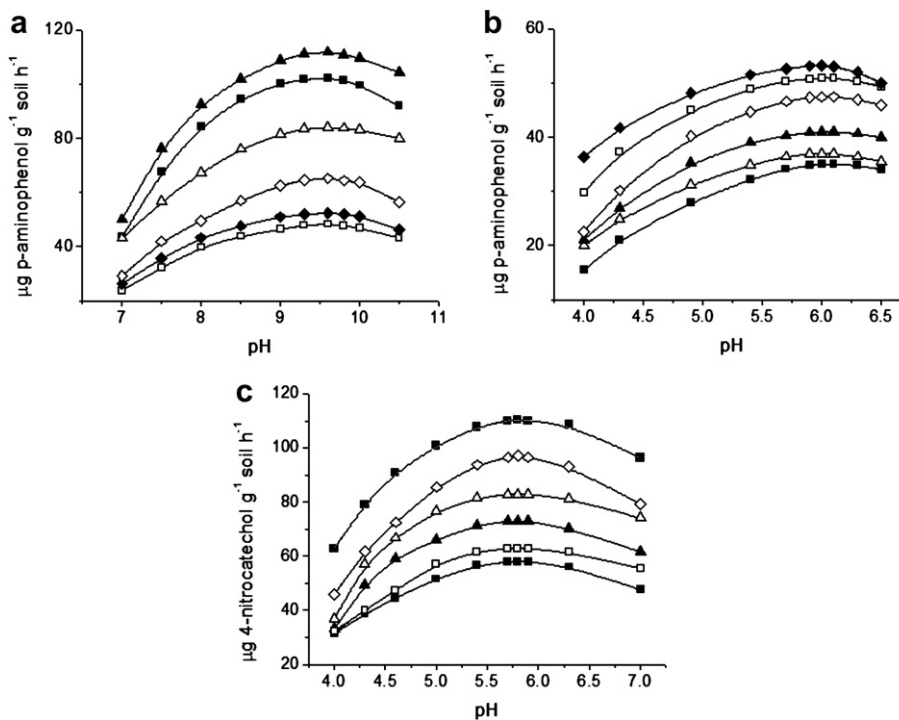 a
120
80
40
µg p-aminophenol g⁻¹ soil h⁻¹
7 8 9 10 11
pH
b
60
40
20
µg p-aminophenol g⁻¹ soil h⁻¹
4.0 4.5 5.0 5.5 6.0 6.5
pH
c
120
100
80
60
40
20
µg 4-nitrocatechol g⁻¹ soil h⁻¹
4.0 4.5 5.0 5.5 6.0 6.5 7.0
pH